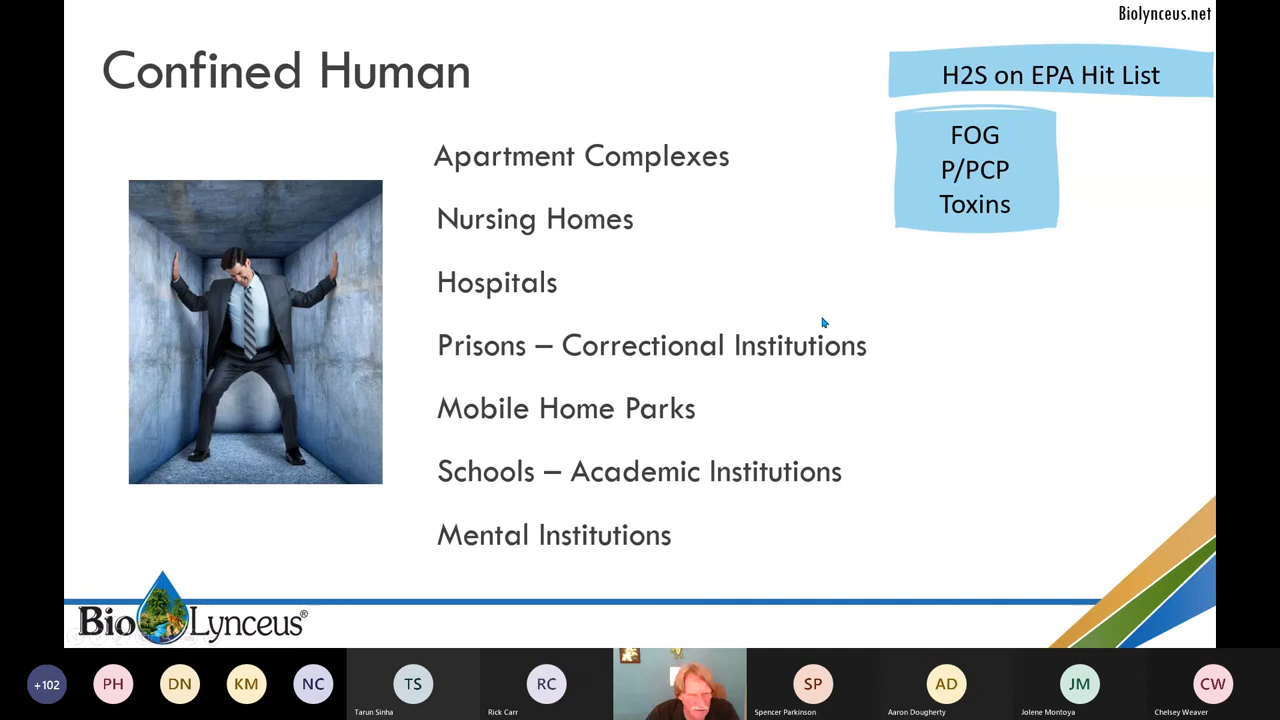 Biolynceus.net
Confined Human
H2S on EPA Hit List
FOG
P/PCP
Toxins
Apartment Complexes
Nursing Homes
Hospitals
Prisons – Correctional Institutions
Mobile Home Parks
Schools – Academic Institutions
Mental Institutions
Bio Lynceus®
+102
PH
DN
KM
NC
TS
RC
SP
AD
JM
CW
Tarun Sinha
Rick Carr
Spencer Parkinson
Aaron Dougherty
Jolene Montoya
Chelsey Weaver